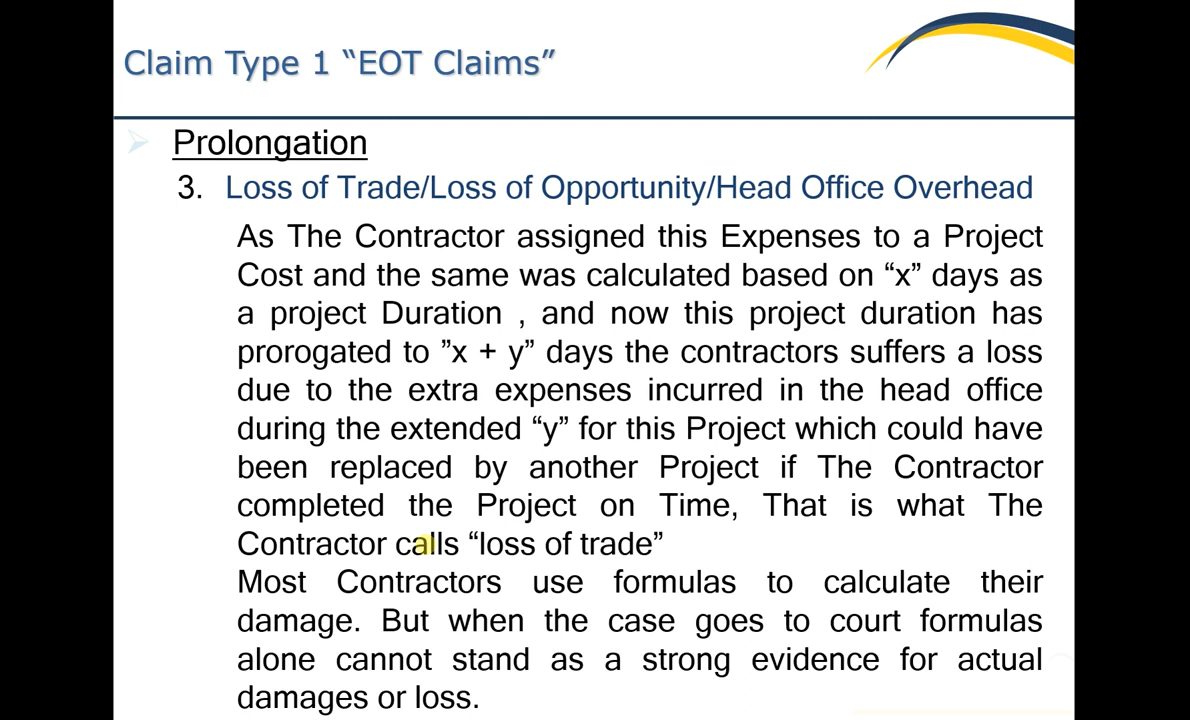 Claim Type 1 “EOT Claims”
Prolongation
3. Loss of Trade/Loss of Opportunity/Head Office Overhead
As The Contractor assigned this Expenses to a Project
Cost and the same was calculated based on “x” days as
a project Duration , and now this project duration has
prorogated to ”x + y” days the contractors suffers a loss
due to the extra expenses incurred in the head office
during the extended “y” for this Project which could have
been replaced by another Project if The Contractor
completed the Project on Time, That is what The
Contractor calls “loss of trade”
Most Contractors use formulas to calculate their
damage. But when the case goes to court formulas
alone cannot stand as a strong evidence for actual
damages or loss.